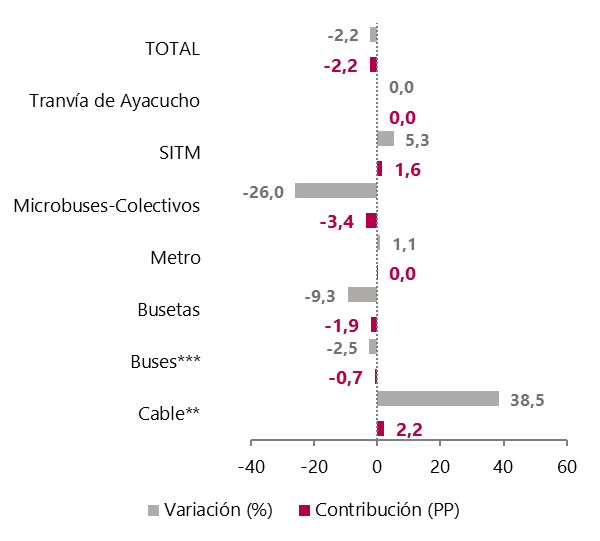 -2,2
TOTAL
-2,2
0,0
Tranvía de Ayacucho
0,0
5,3
SITM
1,6
-26,0
Microbuses-Colectivos
-3,4
1,1
Metro
0,0
-9,3
Busetas
-1,9
-2,5
Buses***
-0,7
38,5
Cable**
2,2
-40 -20 0 20 40 60
Variación (%) Contribución (PP)